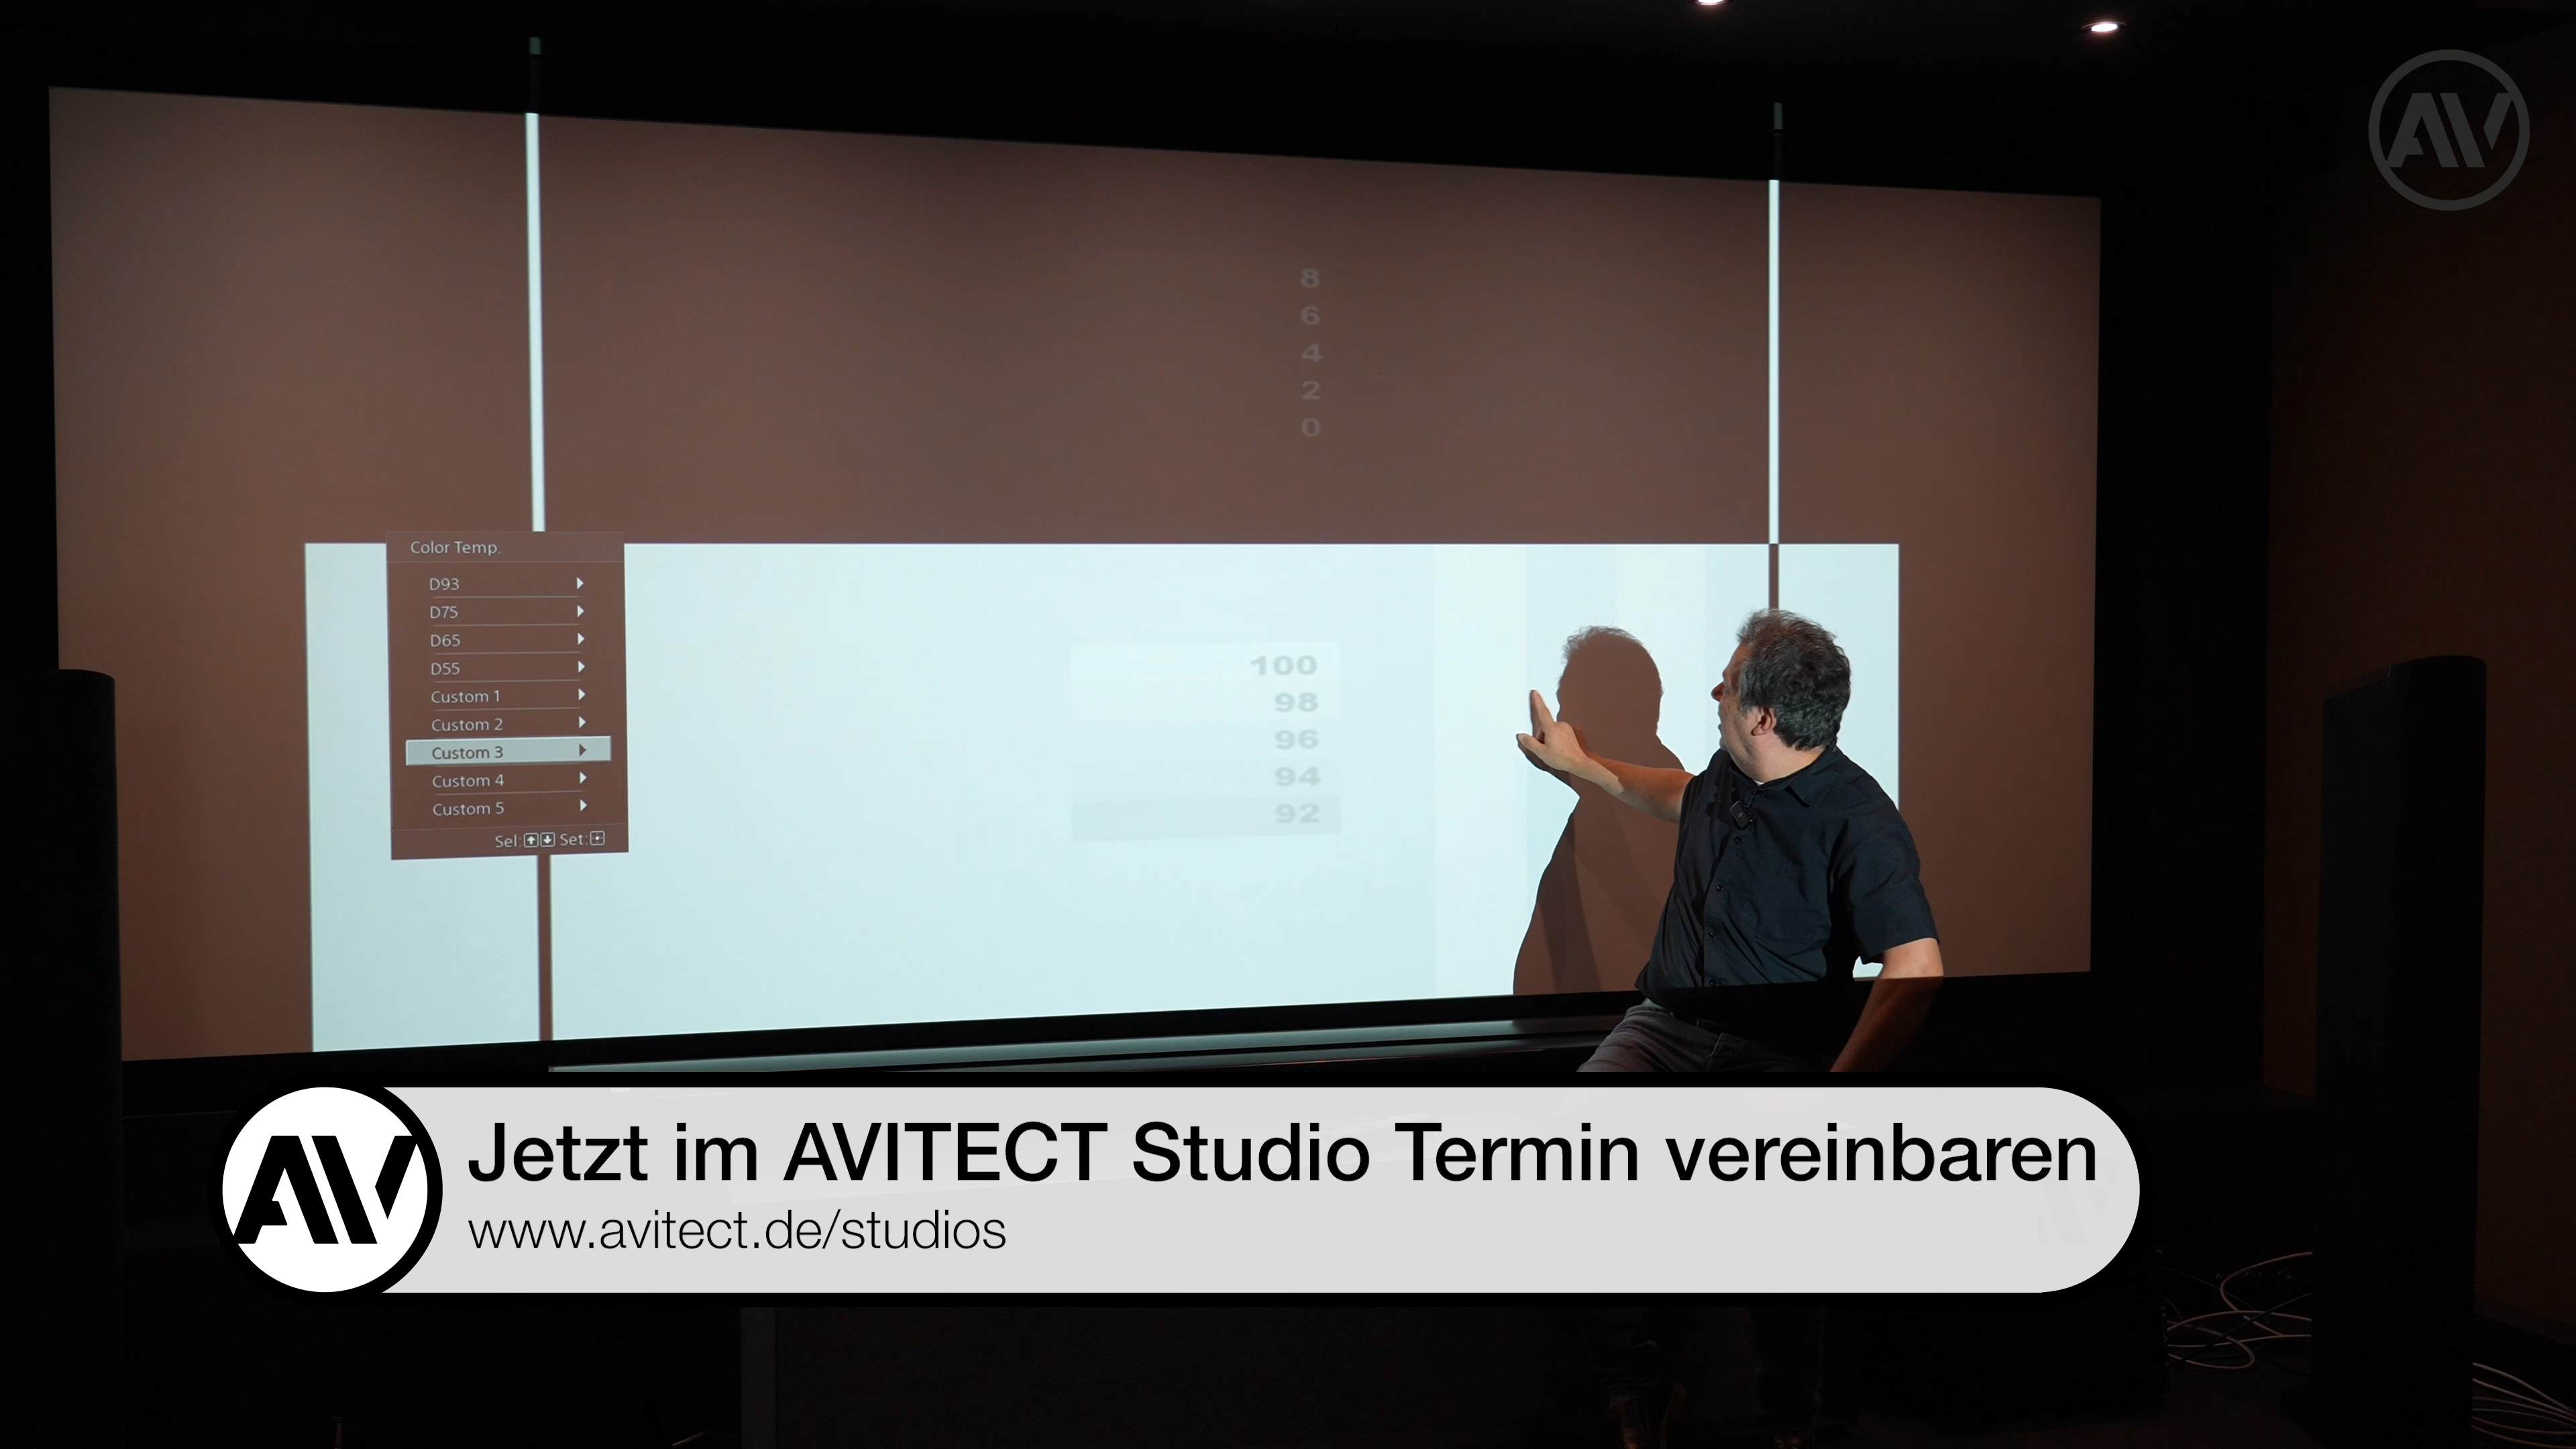 AV
8
6
4
2
0
Color Temp.
D93
D75
D65
D55
Custom 1
Custom 2
Custom 3
Custom 4
Custom 5
Sel: Set:
100
98
96
94
92
AV
Jetzt im AVITECT Studio Termin vereinbaren
www.avitect.de/studios